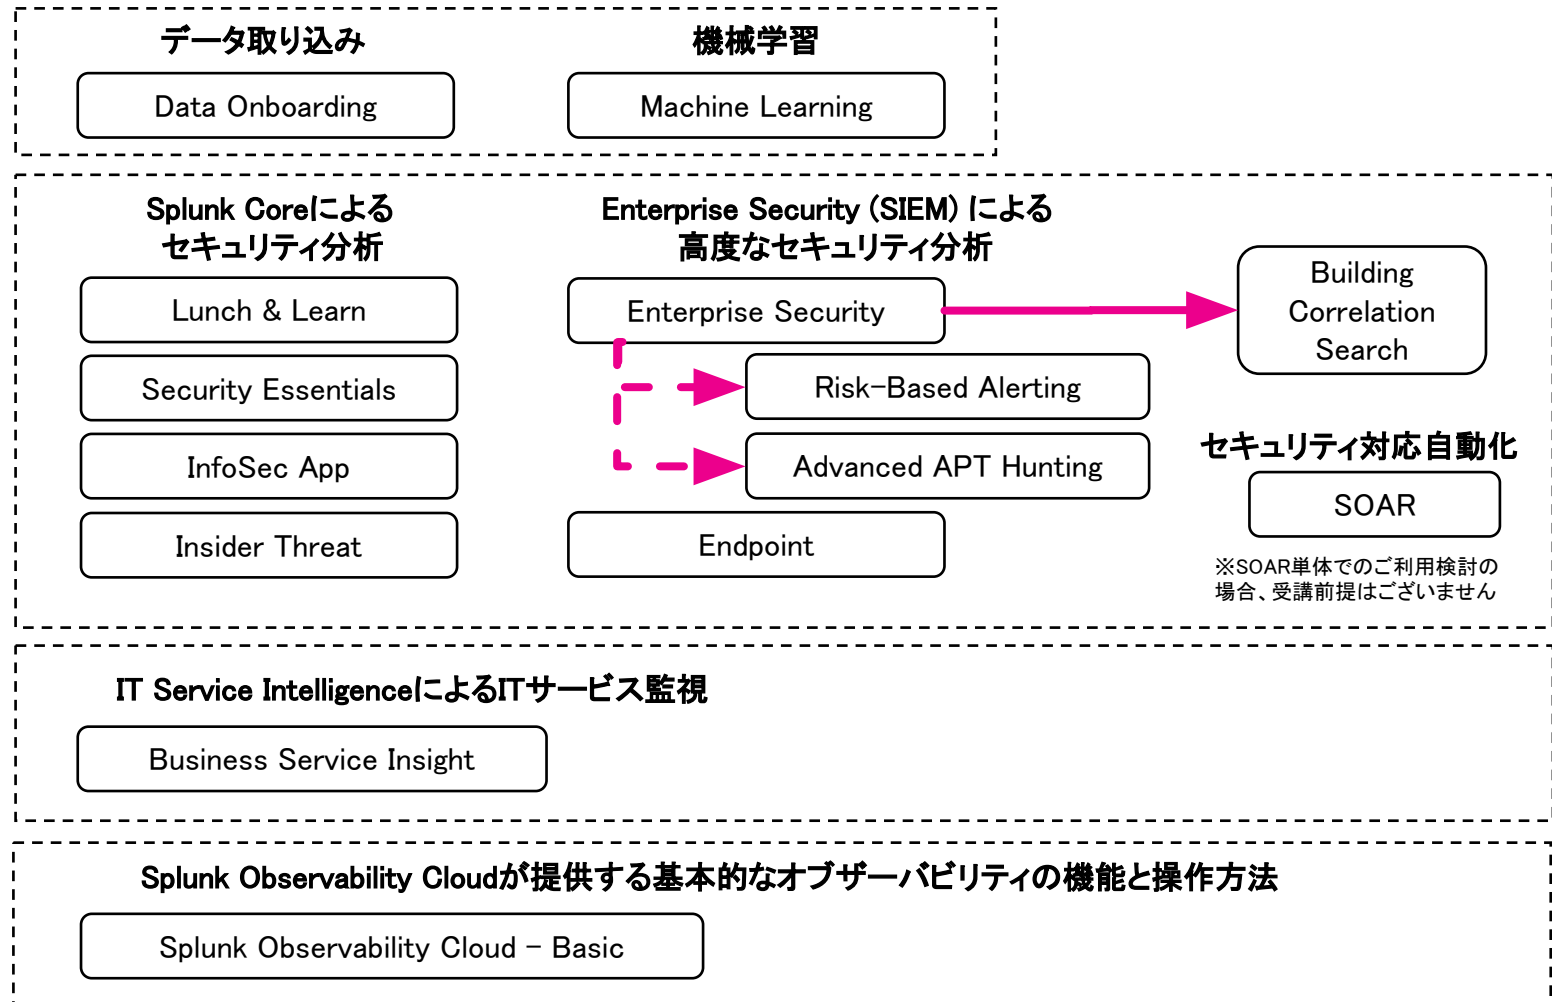 データ取り込み
機械学習
Data Onboarding
Machine Learning
Splunk Coreによる
セキュリティ分析
Lunch & Learn
Security Essentials
InfoSec App
Insider Threat
Enterprise Security (SIEM) による
高度なセキュリティ分析
Enterprise Security
Risk-Based Alerting
Advanced APT Hunting
Endpoint
Building
Correlation
Search
セキュリティ対応自動化
SOAR
※SOAR単体でのご利用検討の
場合、受講前提はございません
IT Service IntelligenceによるITサービス監視
Business Service Insight
Splunk Observability Cloudが提供する基本的なオブザーバビリティの機能と操作方法
Splunk Observability Cloud - Basic